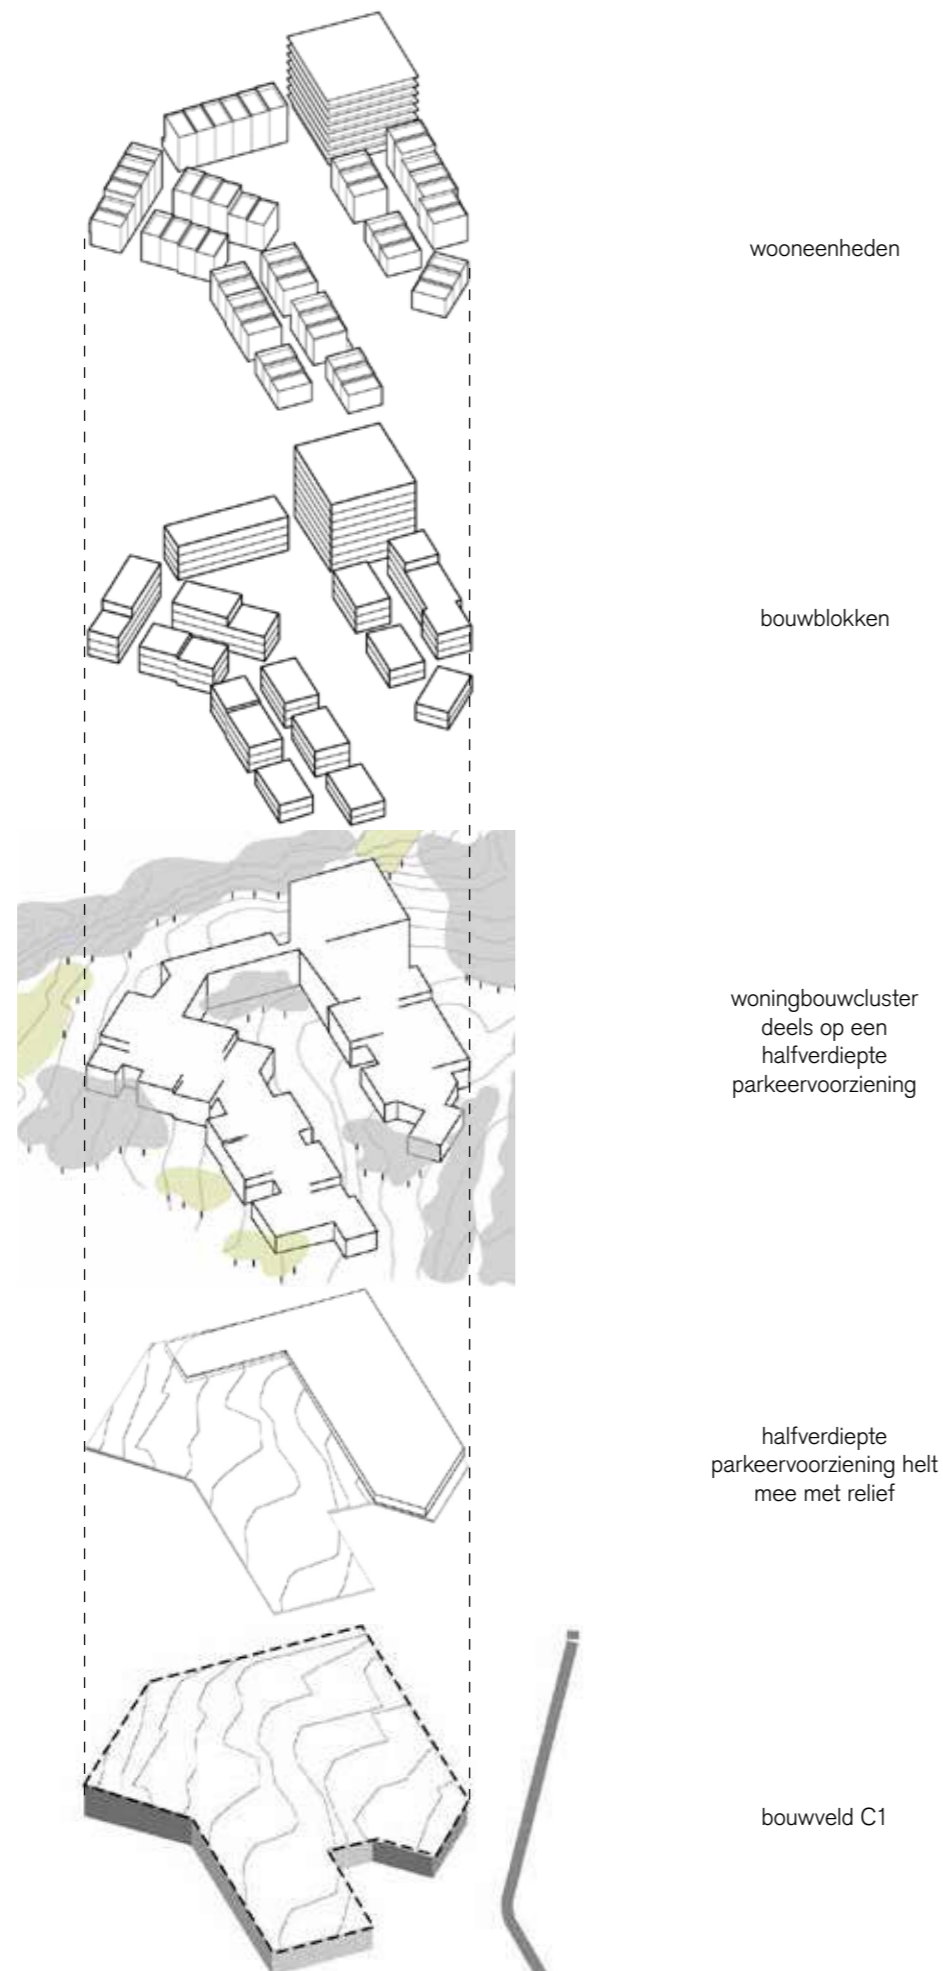 wooneenheden
bouwblokken
woningbouwcluster
deels op een
halfverdiepte
parkeervoorziening
halfverdiepte
parkeervoorziening helt
mee met relief
bouwveld C1